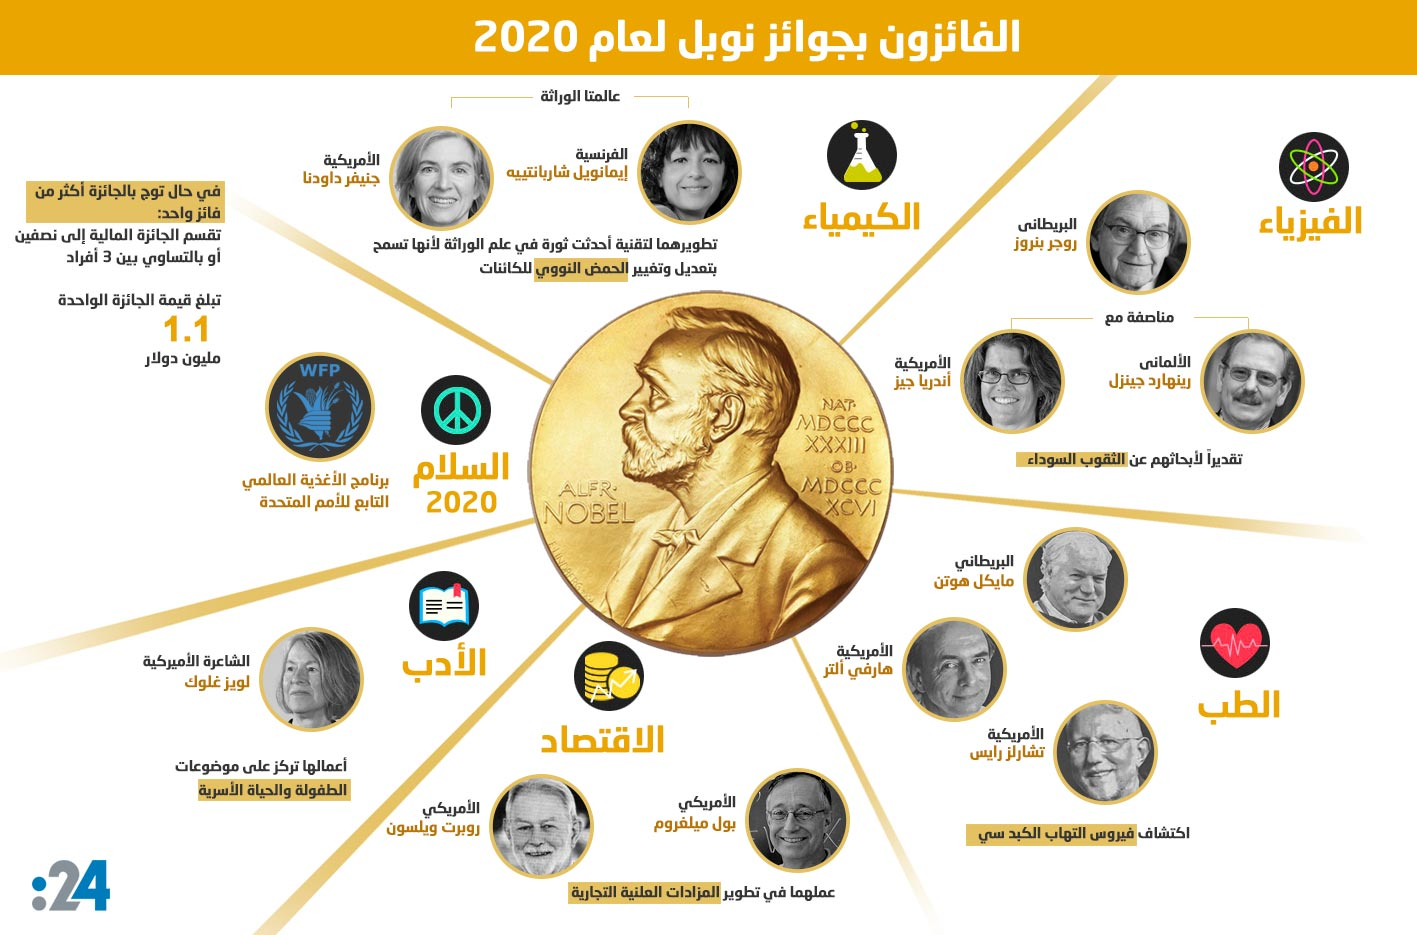 الفائزون بجوائز نوبل لعام 2020
الفيزياء
البريطانى
روجر بنروز
مناصفة مع
الألمانى
رينهارد جينزل
الأمريكية
أندريا جيز
تقديراً لأبحاثهم عن الثقوب السوداء
الكيمياء
عالمتا الوراثة
الفرنسية
إيمانويل شاربانتييه
الأمريكية
جنيفر داودنا
تطويرهما لتقنية أحدثت ثورة في علم الوراثة لأنها تسمح
بتعديل وتغيير الحمض النووي للكائنات
في حال توج بالجائزة أكثر من
فائز واحد:
تقسم الجائزة المالية إلى نصفين
أو بالتساوي بين 3 أفراد
تبلغ قيمة الجائزة الواحدة
1.1
مليون دولار
WFP
السلام
2020
برنامج الأغذية العالمي
التابع للأمم المتحدة
ALFR·
NOBEL
NAT·
MDCCC
XXXIII
OB·
MDCCC
XCVI
الطب
البريطاني
مايكل هوتن
الأمريكية
هارفي ألتر
الأمريكية
تشارلز رايس
اكتشاف فيروس التهاب الكبد سي
الأدب
الشاعرة الأميركية
لويز غلوك
أعمالها تركز على موضوعات
الطفولة والحياة الأسرية
الاقتصاد
الأمريكي
بول ميلغروم
الأمريكي
روبرت ويلسون
عملهما في تطوير المزادات العلنية التجارية
:24